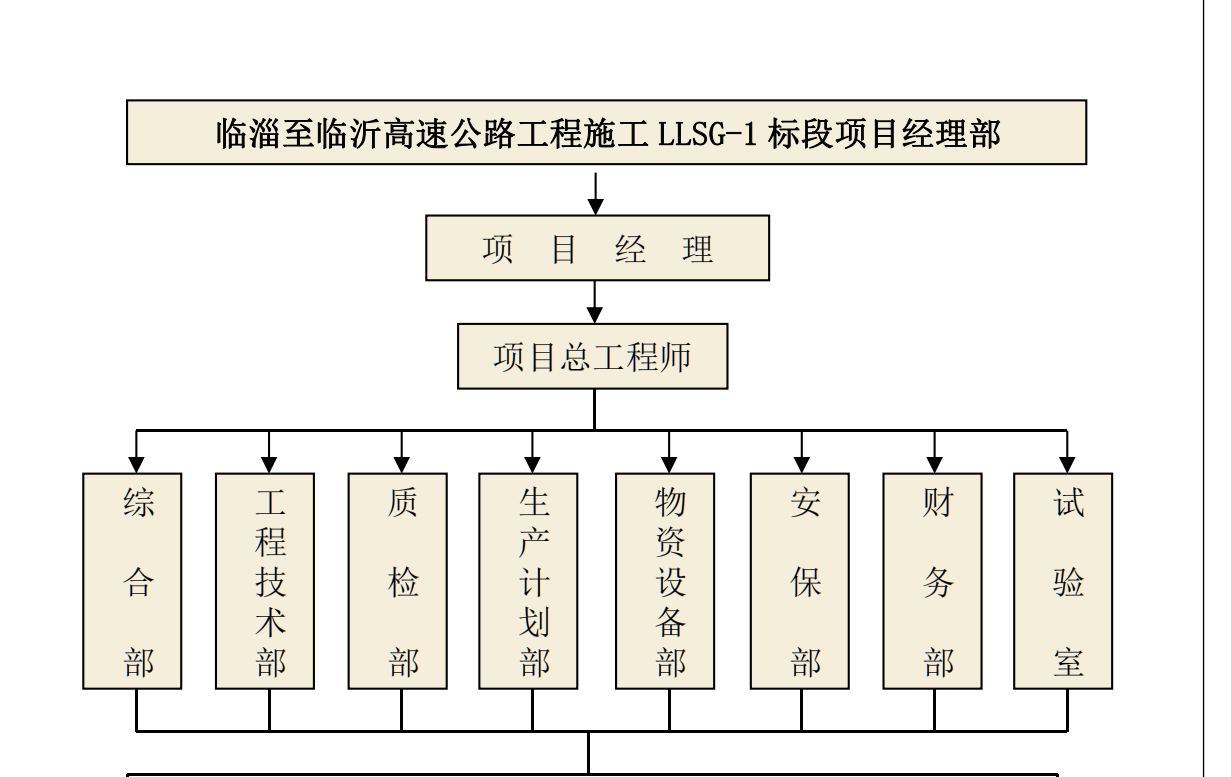 临淄至临沂高速公路工程施工 LLSG-1 标段项目经理部
项 目 经 理
项目总工程师
综合部
工程技术部
质检部
生产计划部
物资设备部
安保部
财务部
试验室